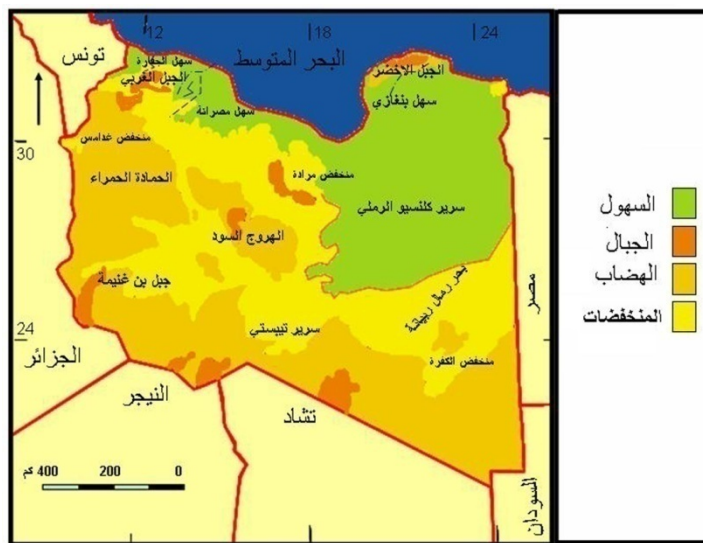 12
18
24
تونس
سهل الجفارة
البحر المتوسط
الجبل الاخضر
الجبل الغربي
سهل بنغازي
سهل مصراتة
30
منخفض غدامس
الحمادة الحمراء
منخفض مرادة
سرير كلنسيو الرملي
الهروج السود
بحر رمال ربيانة
جبل بن غنيمة
مصر
24
سرير تيبستي
منخفض الكفرة
الجزائر
النيجر
تشاد
السودان
400 كم
200
0
السهول
الجبال
الهضاب
المنخفضات